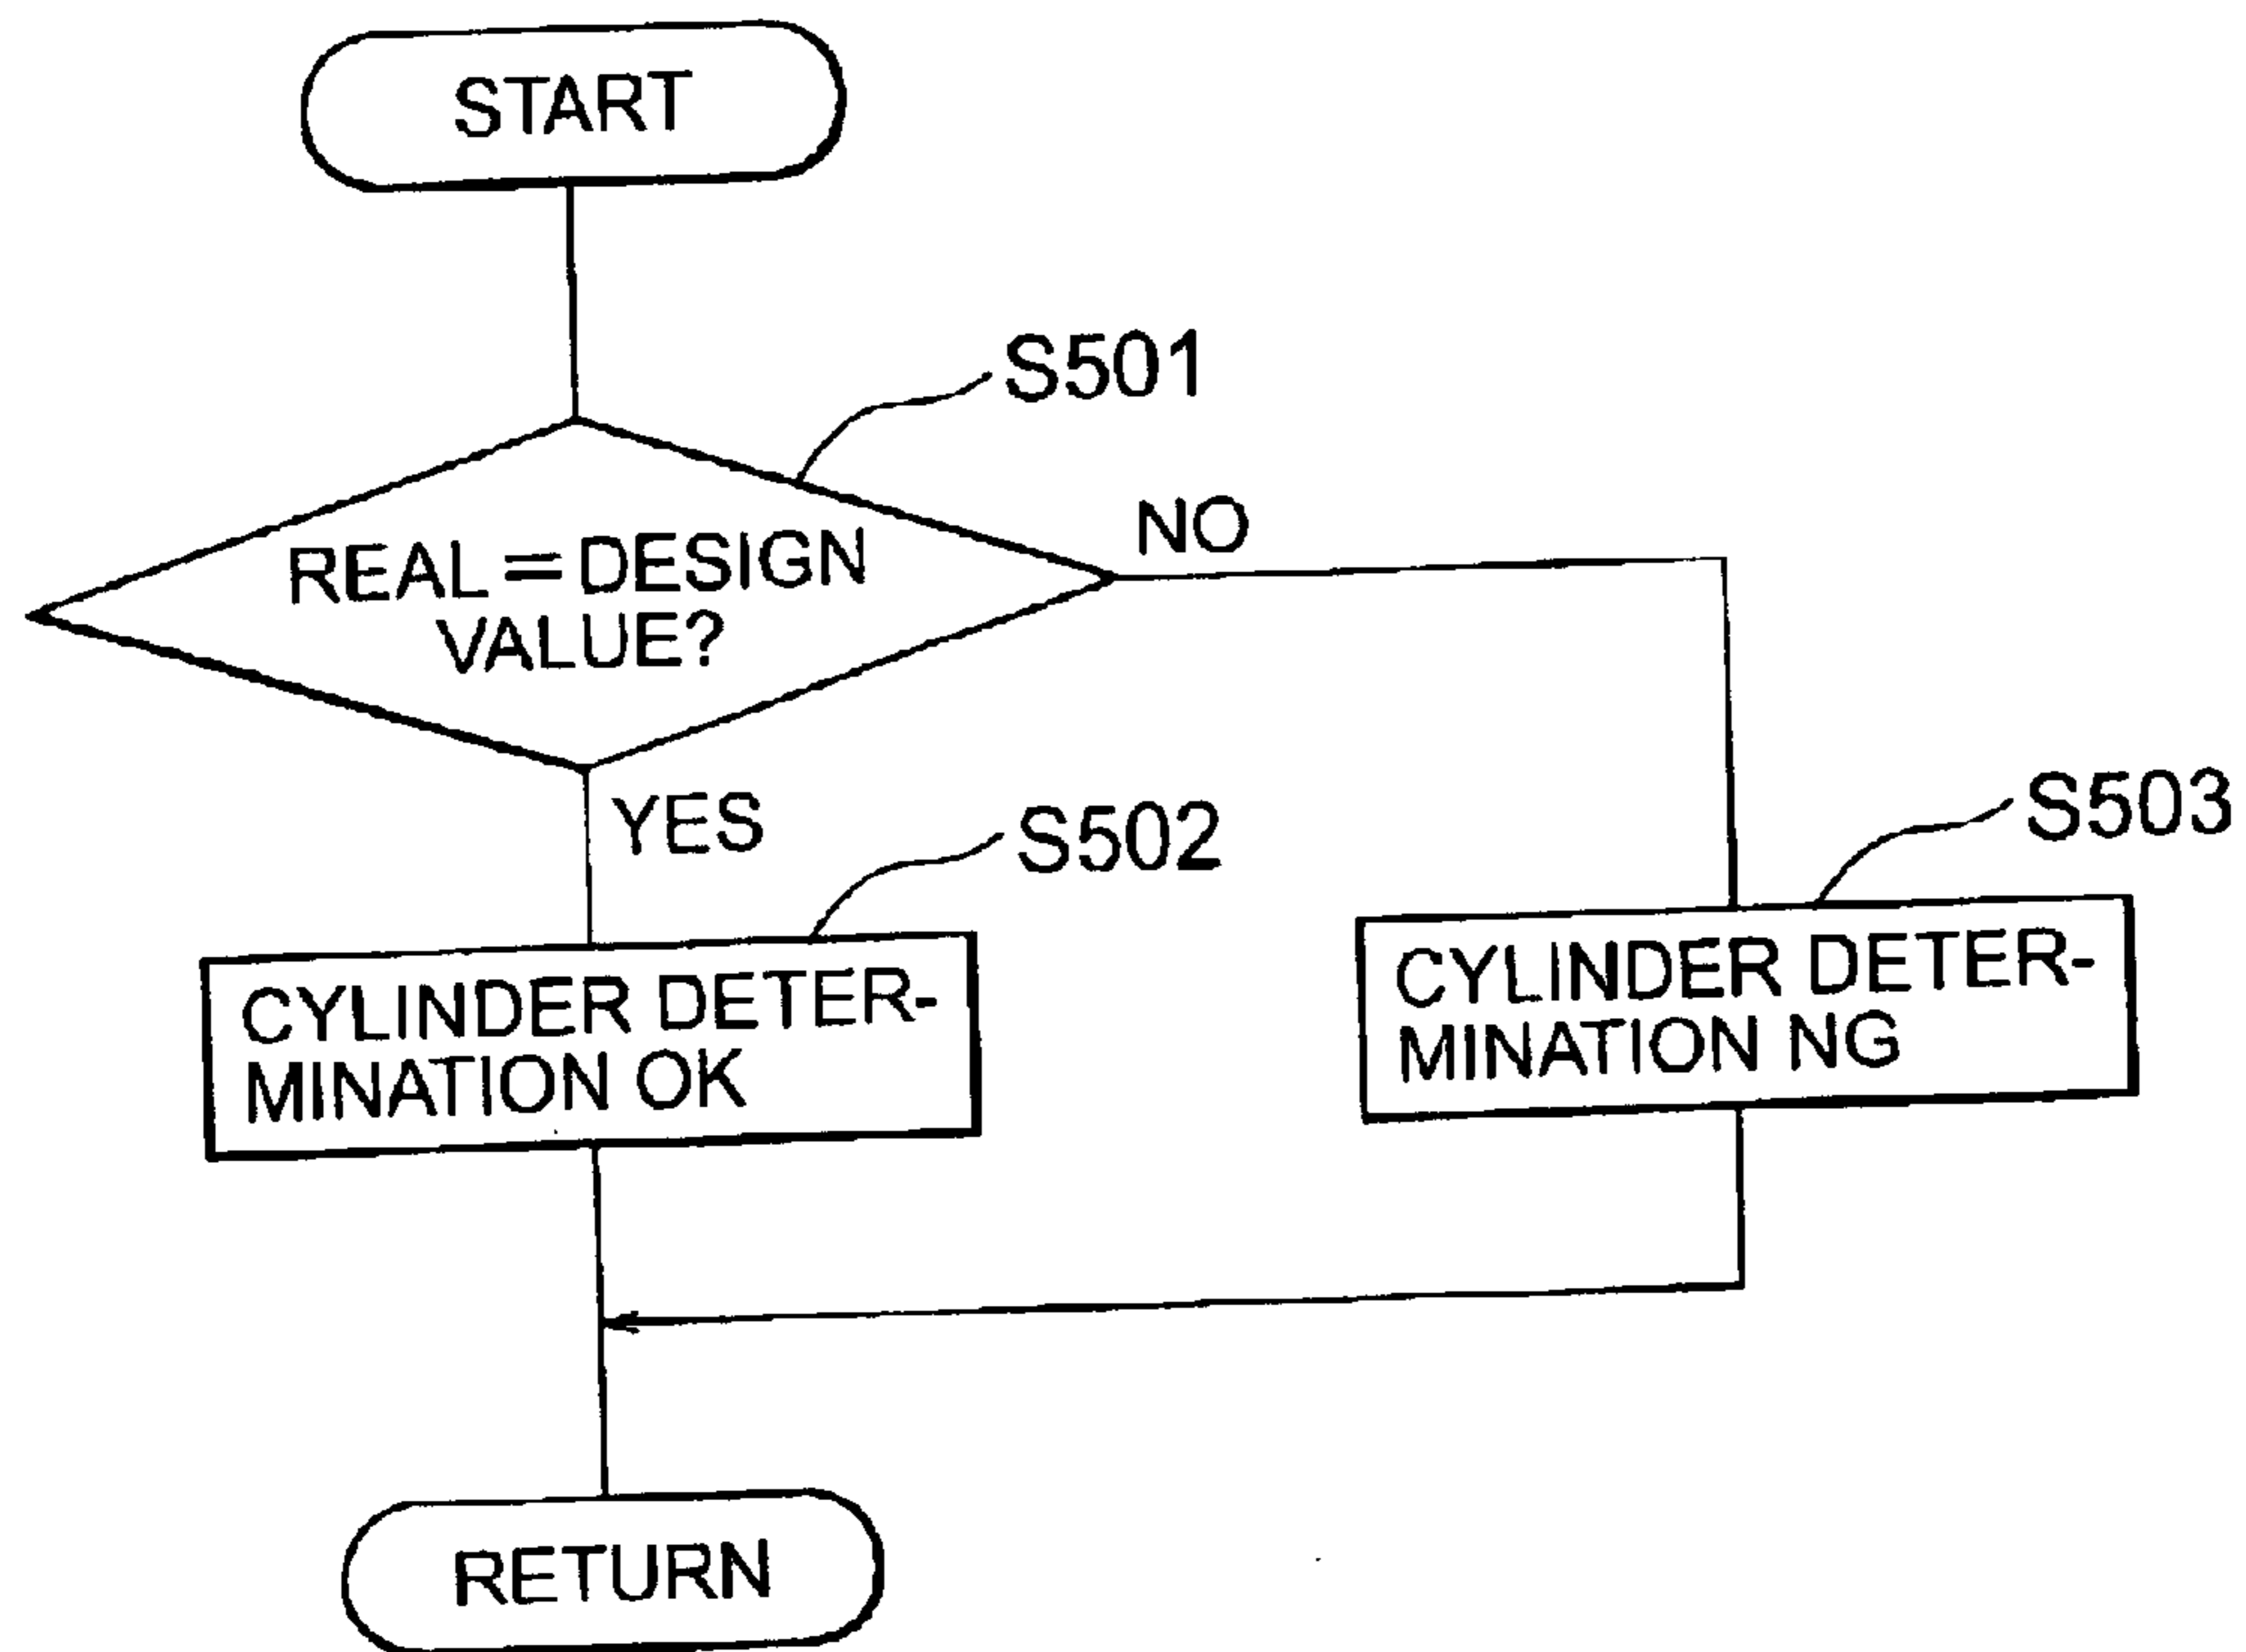 START
S501
NO
REAL = DESIGN
VALUE?
YES
S502
S503
CYLINDER DETER-
MINATION OK
CYLINDER DETER-
MINATION NG
RETURN